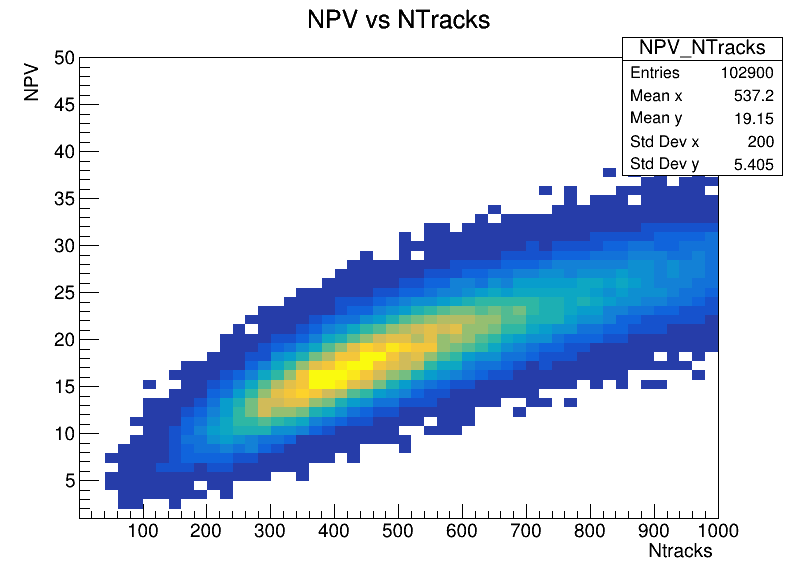 NPV vs NTracks
NPV_NTracks
Entries 102900
Mean x 537.2
Mean y 19.15
Std Dev x 200
Std Dev y 5.405
NPV
50
45
40
35
30
25
20
15
10
5
100 200 300 400 500 600 700 800 900 1000
Ntracks